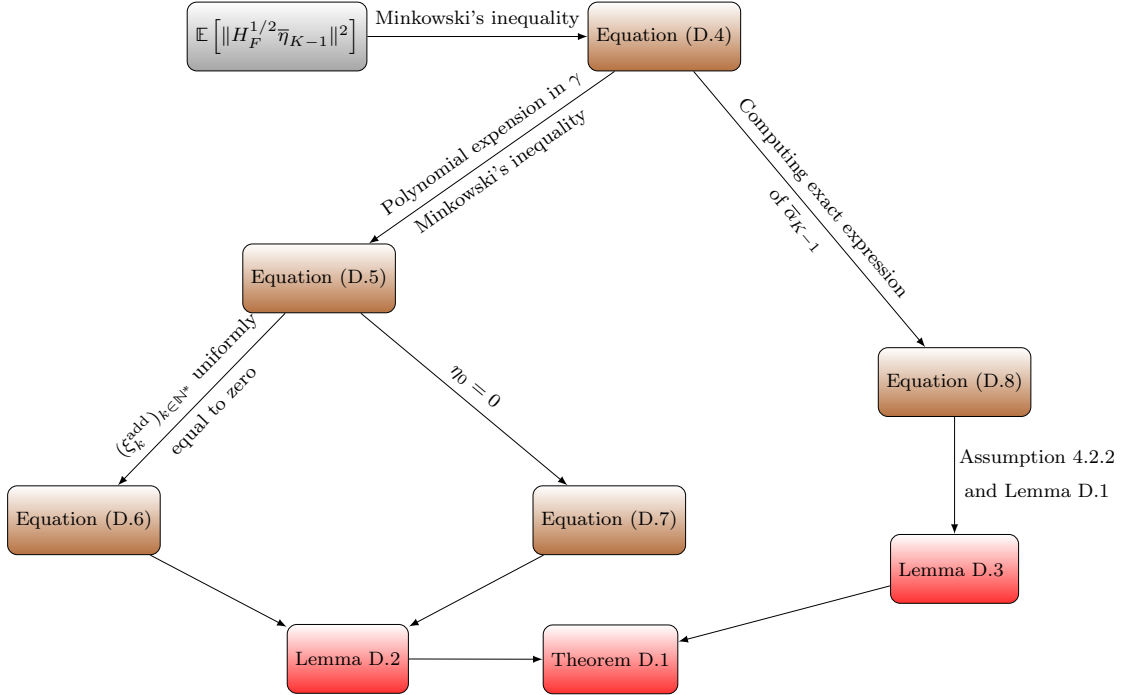 𝔼 [‖H_F^{1/2} η̅_{K−1}‖²]
Minkowski's inequality
Equation (D.4)
Polynomial expension in γ
Minkowski's inequality
Computing exact expression
of α̅_{K−1}
Equation (D.5)
(ξ_k^{add})_{k∈ℕ*} uniformly
equal to zero
η₀ = 0
Equation (D.8)
Assumption 4.2.2
and Lemma D.1
Equation (D.6)
Equation (D.7)
Lemma D.3
Lemma D.2
Theorem D.1